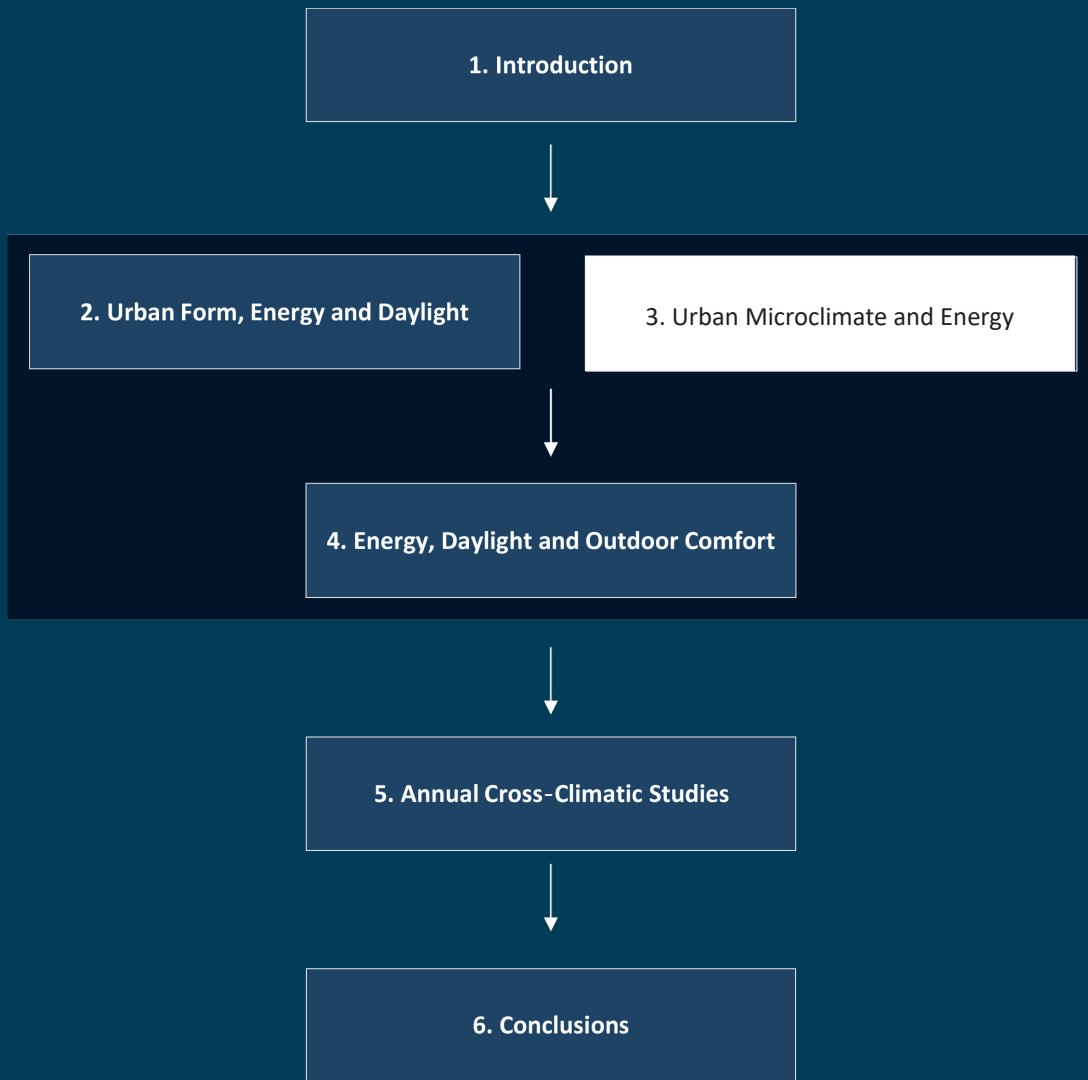 1. Introduction
2. Urban Form, Energy and Daylight
3. Urban Microclimate and Energy
4. Energy, Daylight and Outdoor Comfort
5. Annual Cross-Climatic Studies
6. Conclusions